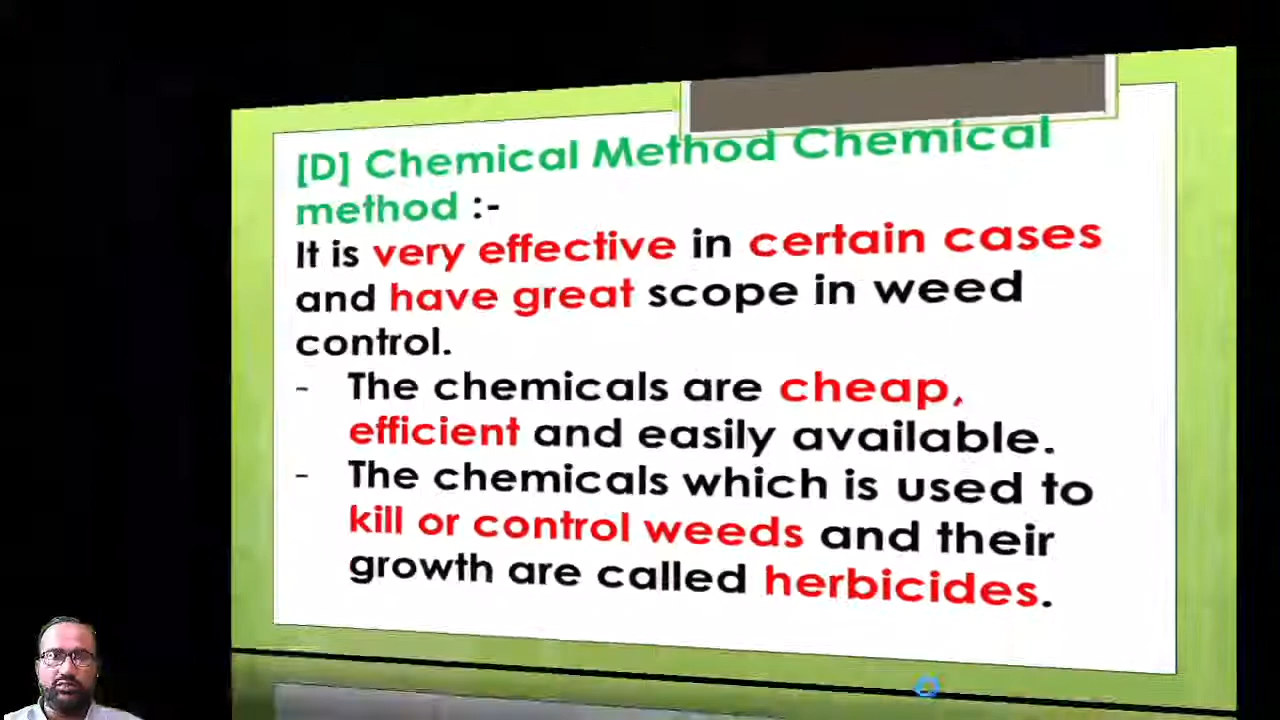 [D] Chemical Method Chemical
method :-
It is very effective in certain cases
and have great scope in weed
control.
- The chemicals are cheap,
efficient and easily available.
- The chemicals which is used to
kill or control weeds and their
growth are called herbicides.